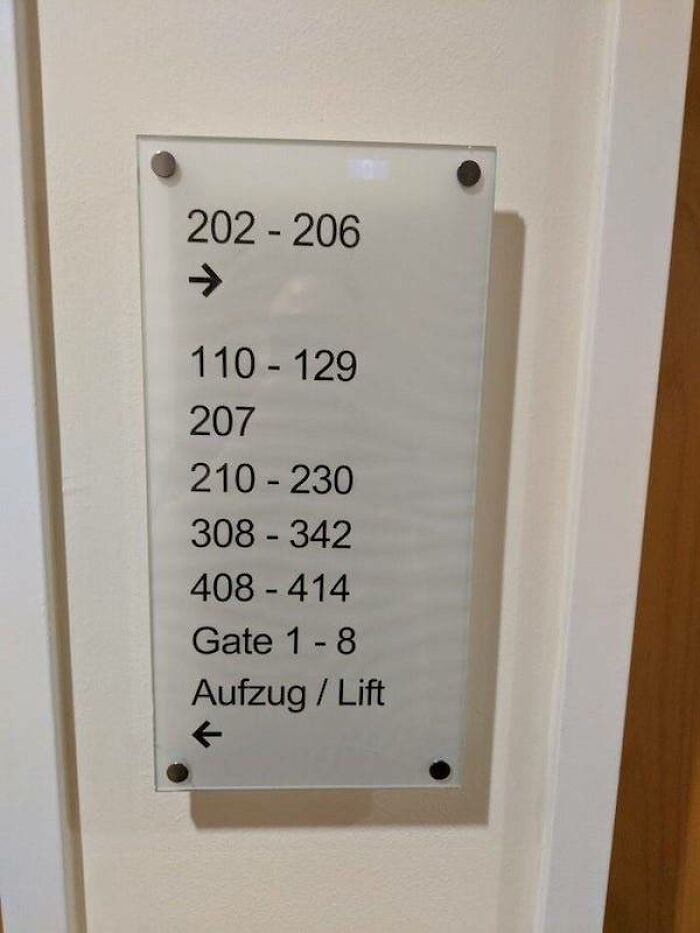 202 - 206
→
110 - 129
207
210 - 230
308 - 342
408 - 414
Gate 1 - 8
Aufzug / Lift
←